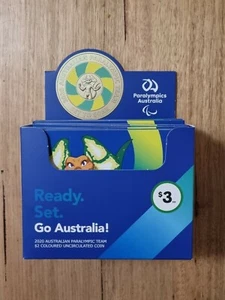 Paralympics
Australia
Ready.
Set.
Go Australia!
2020 AUSTRALIAN PARALYMPIC TEAM
$2 COLOURED UNCIRCULATED COIN
$3